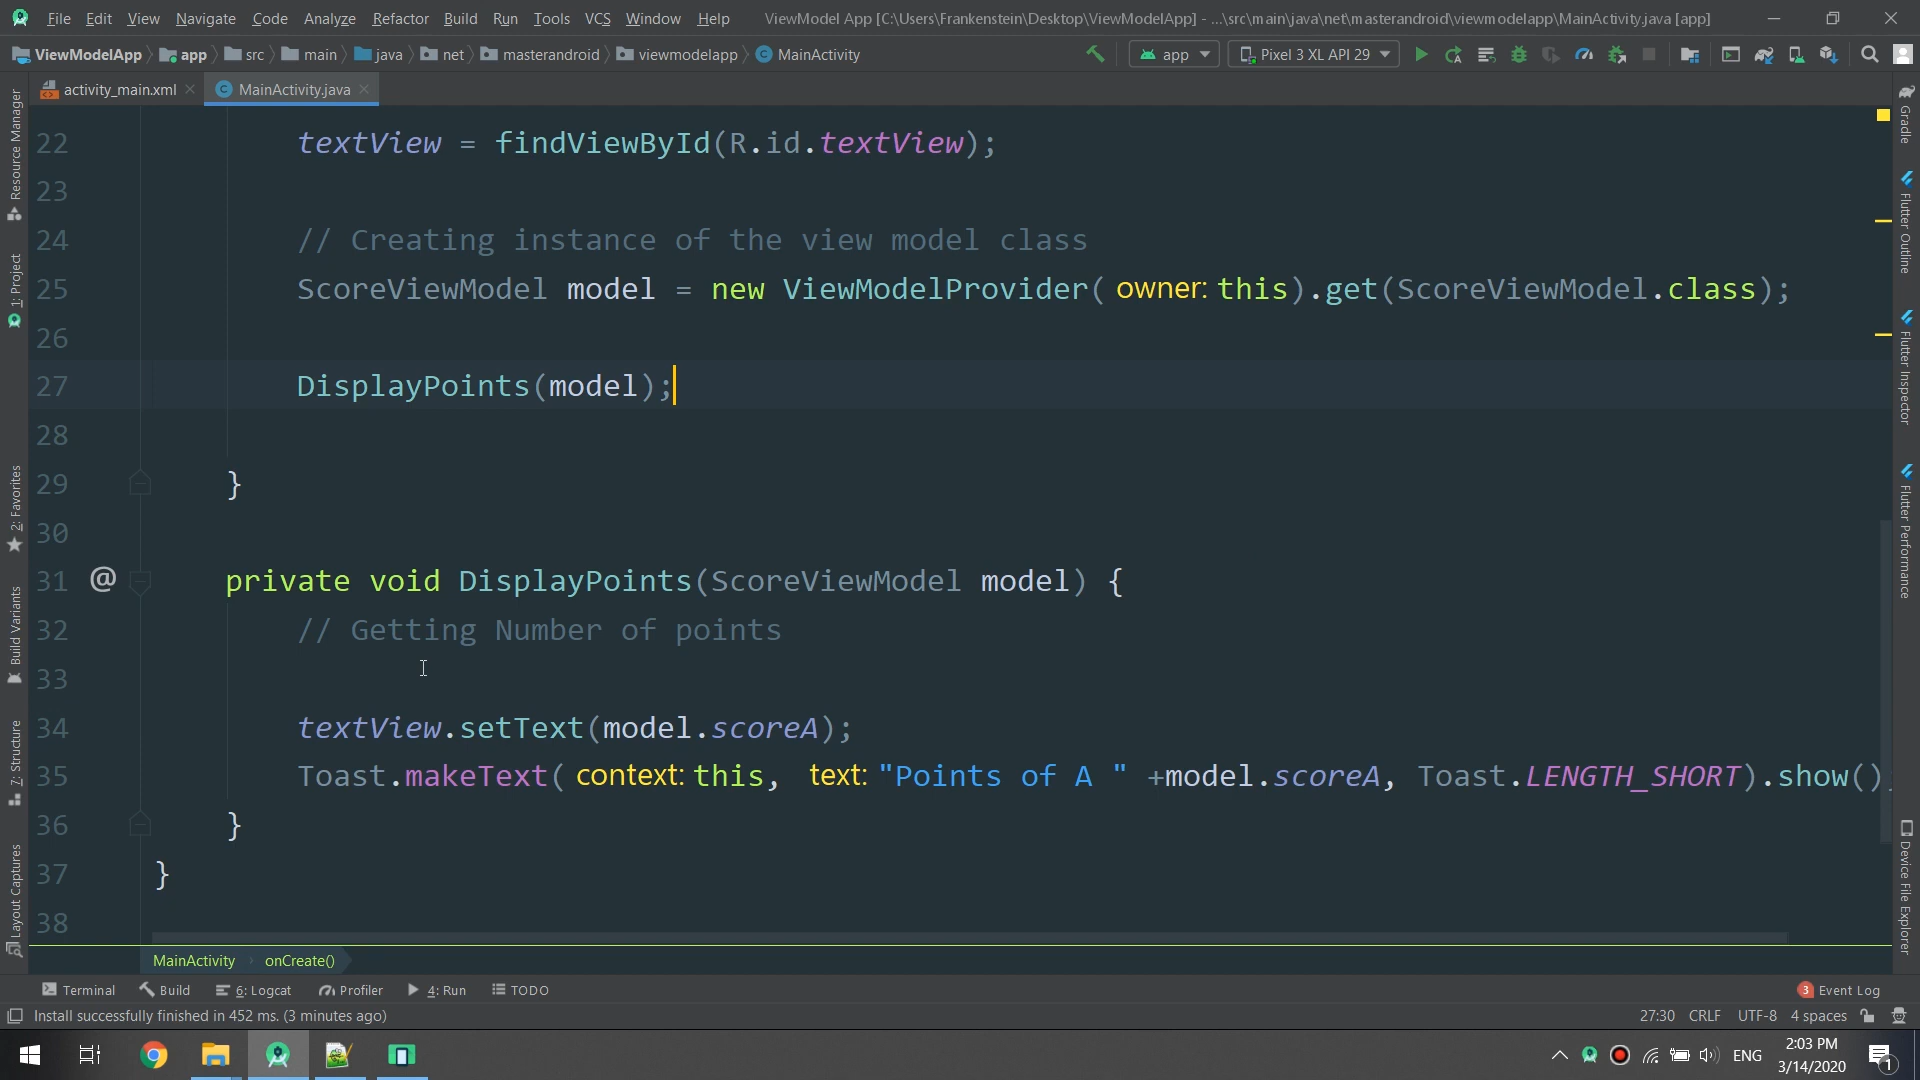 File Edit View Navigate Code Analyze Refactor Build Run Tools VCS Window Help ViewModel App [C:\Users\Frankenstein\Desktop\ViewModelApp] - ...\src\main\java\net\masterandroid\viewmodelapp\MainActivity.java [app]
ViewModelApp app src main java net masterandroid viewmodelapp MainActivity app Pixel 3 XL API 29
activity_main.xml MainActivity.java
22 textView = findViewById(R.id.textView);
23
24 // Creating instance of the view model class
25 ScoreViewModel model = new ViewModelProvider( owner: this).get(ScoreViewModel.class);
26
27 DisplayPoints(model);
28
29 }
30
31 @ private void DisplayPoints(ScoreViewModel model) {
32 // Getting Number of points
33
34 textView.setText(model.scoreA);
35 Toast.makeText( context: this, text: "Points of A " +model.scoreA, Toast.LENGTH_SHORT).show();
36 }
37 }
38
MainActivity onCreate()
Resource Manager
1: Project
2: Favorites
Build Variants
7: Structure
Layout Captures
Gradle
Flutter Outline
Flutter Inspector
Flutter Performance
Device File Explorer
Terminal Build 6: Logcat Profiler 4: Run TODO 3 Event Log
Install successfully finished in 452 ms. (3 minutes ago) 27:30 CRLF UTF-8 4 spaces
ENG 2:03 PM
3/14/2020 1